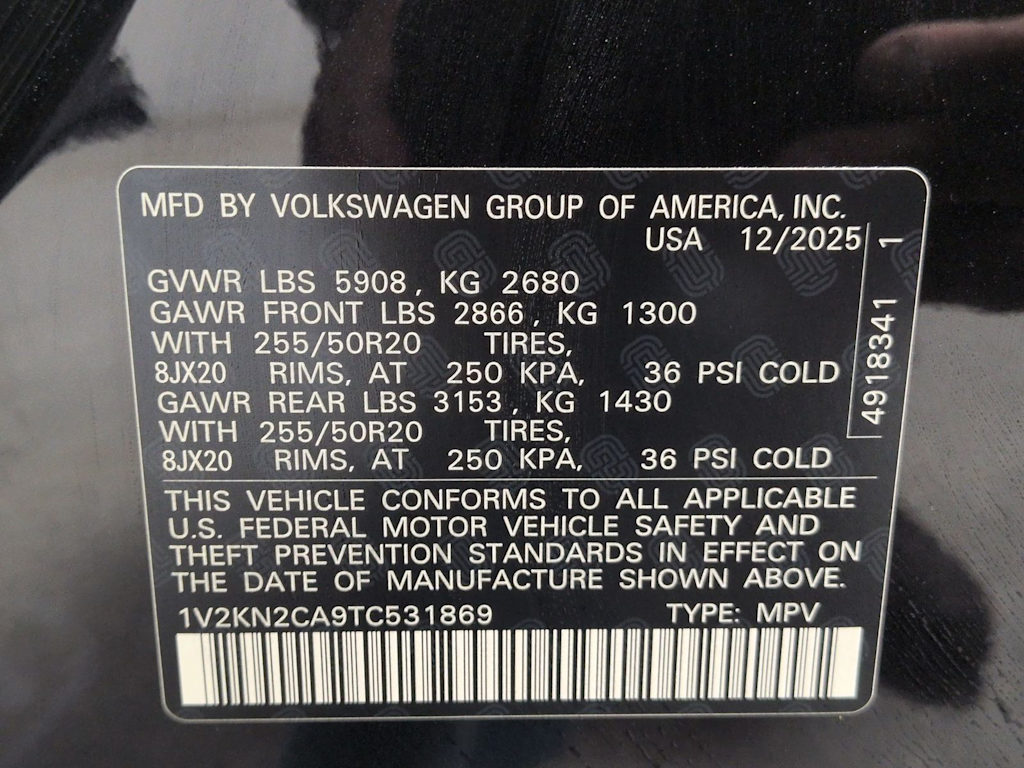 MFD BY VOLKSWAGEN GROUP OF AMERICA, INC.
USA 12/2025
GVWR LBS 5908, KG 2680
GAWR FRONT LBS 2866, KG 1300
WITH 255/50R20 TIRES,
8JX20 RIMS, AT 250 KPA, 36 PSI COLD
GAWR REAR LBS 3153, KG 1430
WITH 255/50R20 TIRES,
8JX20 RIMS, AT 250 KPA, 36 PSI COLD
4918341 1
THIS VEHICLE CONFORMS TO ALL APPLICABLE
U.S. FEDERAL MOTOR VEHICLE SAFETY AND
THEFT PREVENTION STANDARDS IN EFFECT ON
THE DATE OF MANUFACTURE SHOWN ABOVE.
1V2KN2CA9TC531869 TYPE: MPV